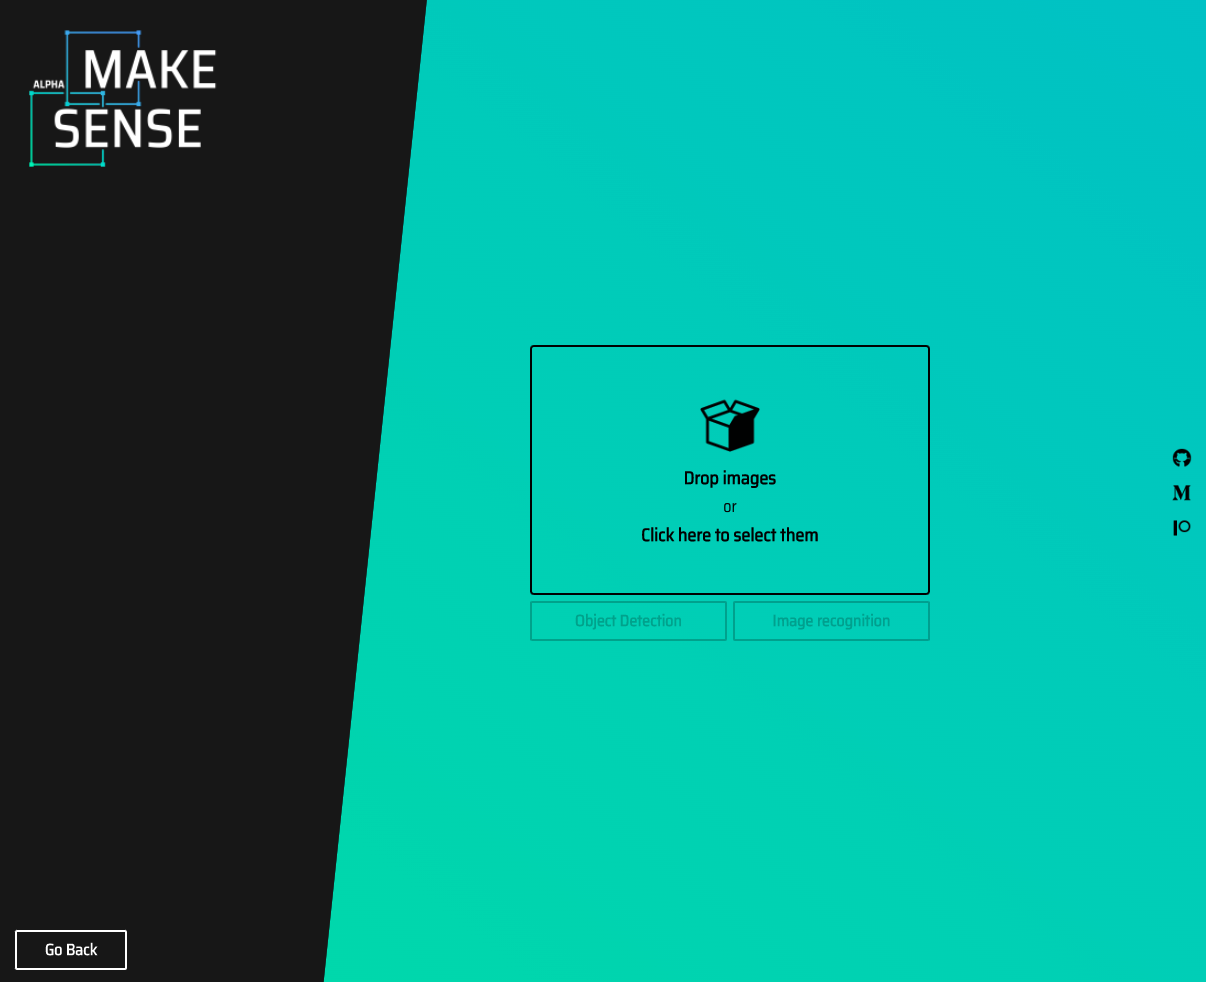 MAKE
ALPHA
SENSE
Drop images
or
Click here to select them
Object Detection
Image recognition
Go Back